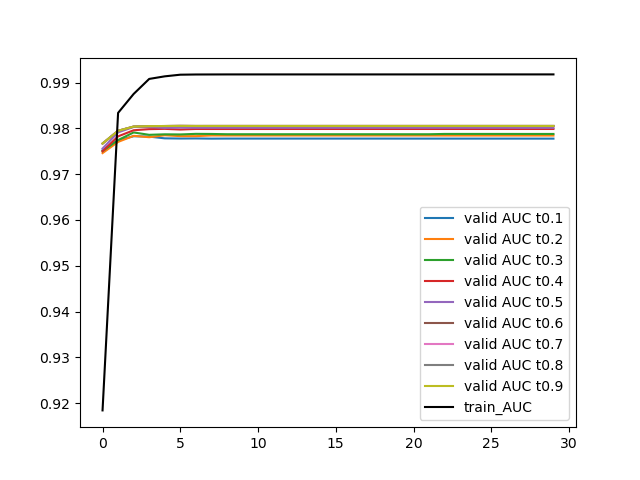 0.99
0.98
0.97
0.96
0.95
0.94
0.93
0.92
0
5
10
15
20
25
30
valid AUC t0.1
valid AUC t0.2
valid AUC t0.3
valid AUC t0.4
valid AUC t0.5
valid AUC t0.6
valid AUC t0.7
valid AUC t0.8
valid AUC t0.9
train_AUC